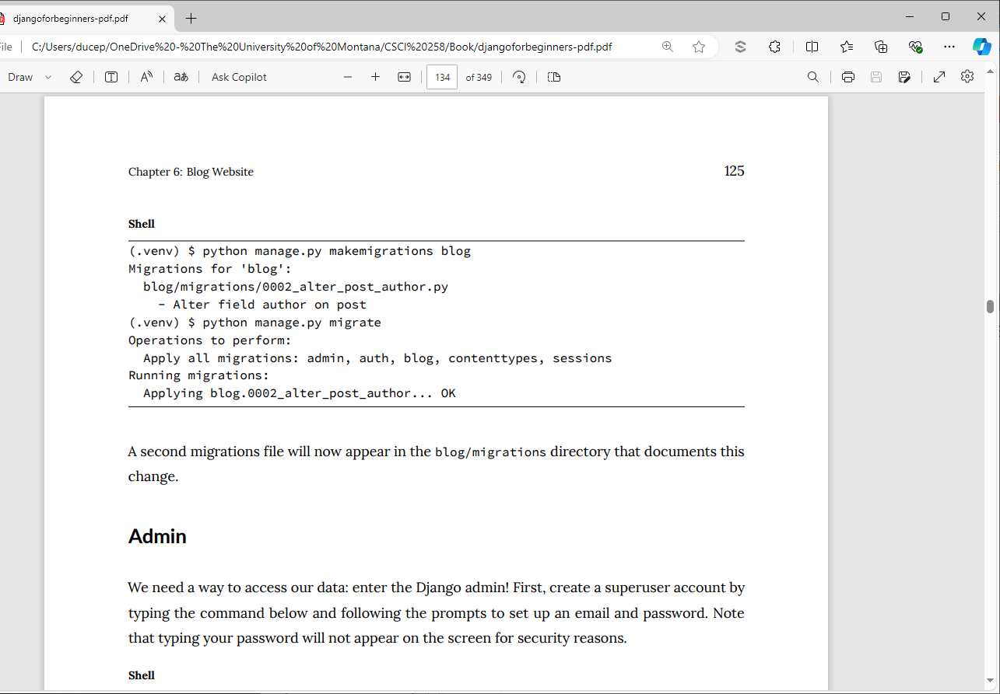 djangoforbeginners-pdf.pdf
C:/Users/ducep/OneDrive%20-%20The%20University%20of%20Montana/CSCI%20258/Book/djangoforbeginners-pdf.pdf
Draw
aあ
Ask Copilot
134 of 349
Chapter 6: Blog Website 125
Shell
(.venv) $ python manage.py makemigrations blog
Migrations for 'blog':
  blog/migrations/0002_alter_post_author.py
    - Alter field author on post
(.venv) $ python manage.py migrate
Operations to perform:
  Apply all migrations: admin, auth, blog, contenttypes, sessions
Running migrations:
  Applying blog.0002_alter_post_author... OK
A second migrations file will now appear in the blog/migrations directory that documents this
change.
Admin
We need a way to access our data: enter the Django admin! First, create a superuser account by
typing the command below and following the prompts to set up an email and password. Note
that typing your password will not appear on the screen for security reasons.
Shell